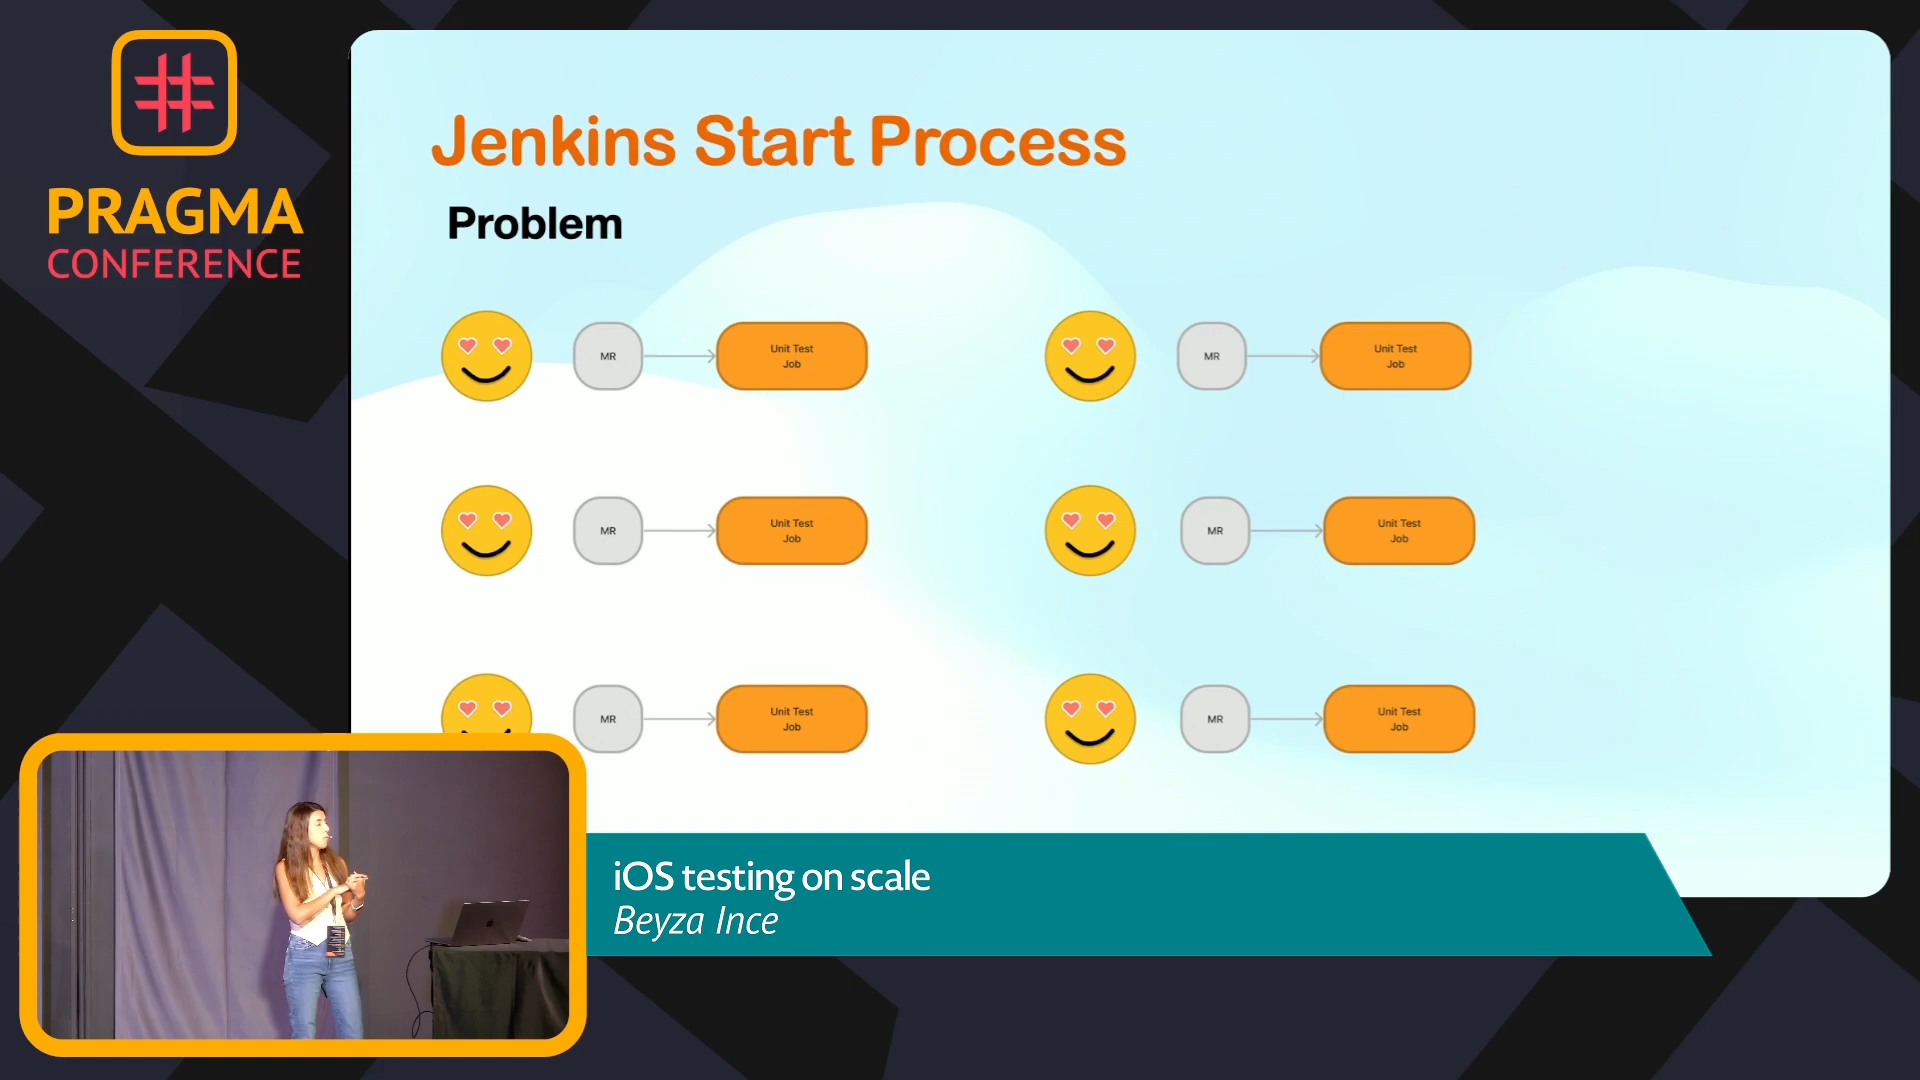 PRAGMA
CONFERENCE
Jenkins Start Process
Problem
MR
Unit Test
Job
MR
Unit Test
Job
MR
Unit Test
Job
MR
Unit Test
Job
MR
Unit Test
Job
MR
Unit Test
Job
iOS testing on scale
Beyza Ince